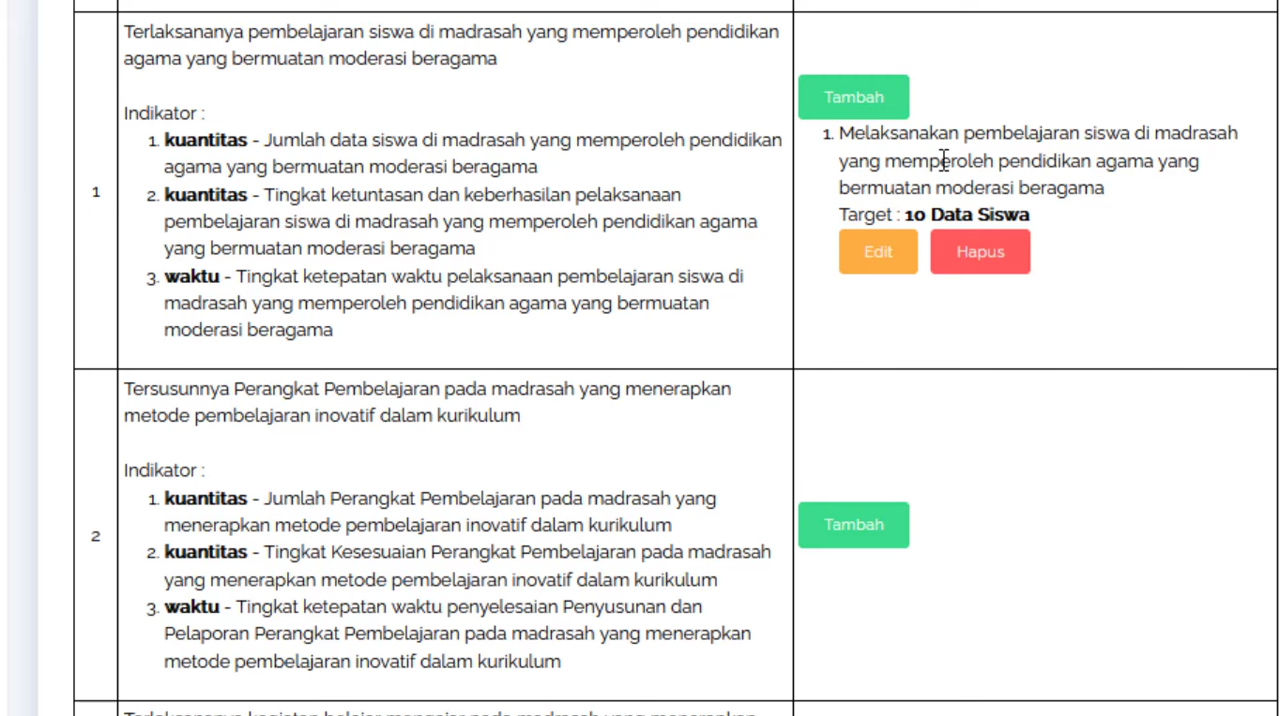 1
Terlaksananya pembelajaran siswa di madrasah yang memperoleh pendidikan
agama yang bermuatan moderasi beragama
Indikator :
1. kuantitas - Jumlah data siswa di madrasah yang memperoleh pendidikan
agama yang bermuatan moderasi beragama
2. kuantitas - Tingkat ketuntasan dan keberhasilan pelaksanaan
pembelajaran siswa di madrasah yang memperoleh pendidikan agama
yang bermuatan moderasi beragama
3. waktu - Tingkat ketepatan waktu pelaksanaan pembelajaran siswa di
madrasah yang memperoleh pendidikan agama yang bermuatan
moderasi beragama
Tambah
1. Melaksanakan pembelajaran siswa di madrasah
yang memperoleh pendidikan agama yang
bermuatan moderasi beragama
Target : 10 Data Siswa
Edit Hapus
2
Tersusunnya Perangkat Pembelajaran pada madrasah yang menerapkan
metode pembelajaran inovatif dalam kurikulum
Indikator :
1. kuantitas - Jumlah Perangkat Pembelajaran pada madrasah yang
menerapkan metode pembelajaran inovatif dalam kurikulum
2. kuantitas - Tingkat Kesesuaian Perangkat Pembelajaran pada madrasah
yang menerapkan metode pembelajaran inovatif dalam kurikulum
3. waktu - Tingkat ketepatan waktu penyelesaian Penyusunan dan
Pelaporan Perangkat Pembelajaran pada madrasah yang menerapkan
metode pembelajaran inovatif dalam kurikulum
Tambah